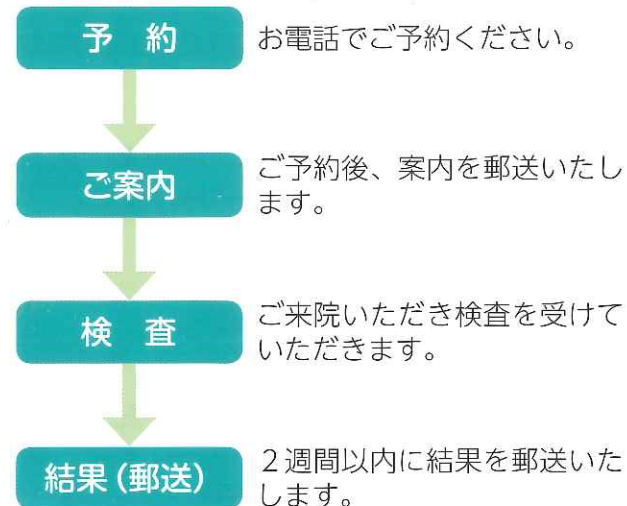 予　約
お電話でご予約ください。
ご案内
ご予約後、案内を郵送いたし
ます。
検　査
ご来院いただき検査を受けて
いただきます。
結果（郵送）
２週間以内に結果を郵送いた
します。